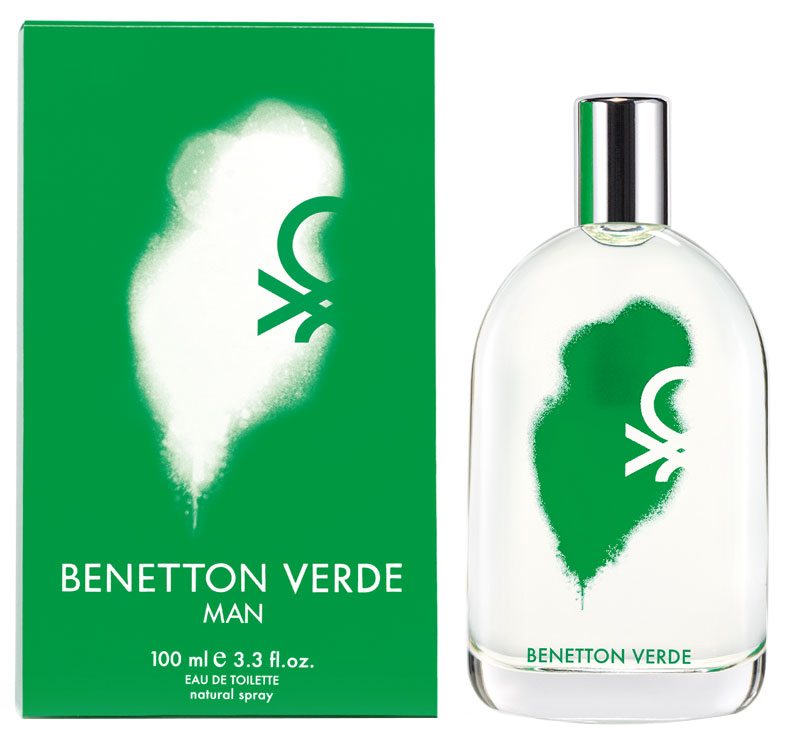 BENETTON VERDE
MAN
100 ml e 3.3 fl.oz.
EAU DE TOILETTE
natural spray
BENETTON VERDE